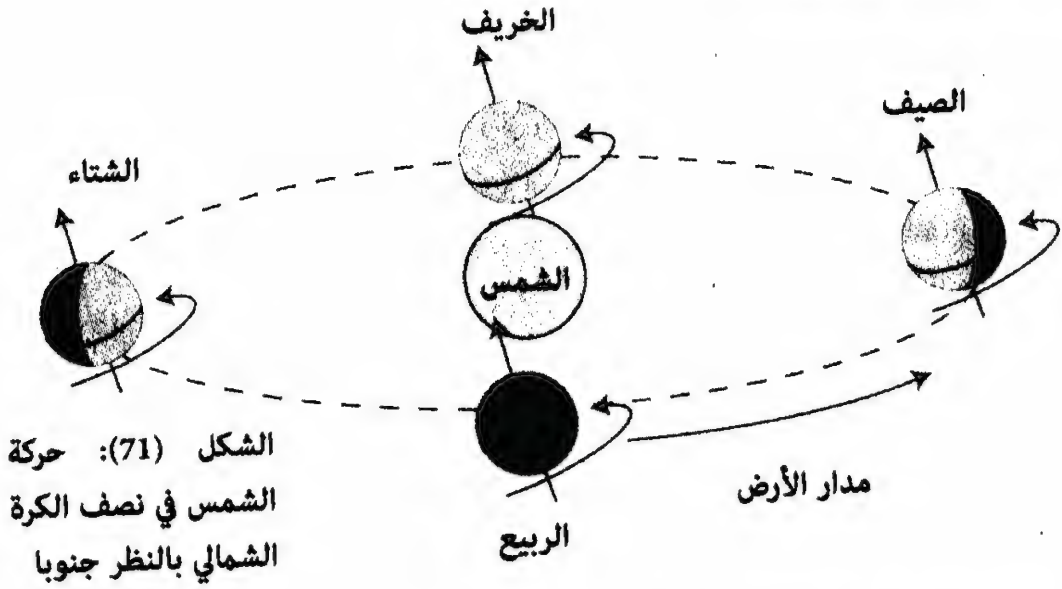 الخريف
الصيف
الشتاء
الشمس
مدار الأرض
الربيع
الشكل (71): حركة
الشمس في نصف الكرة
الشمالي بالنظر جنوبا